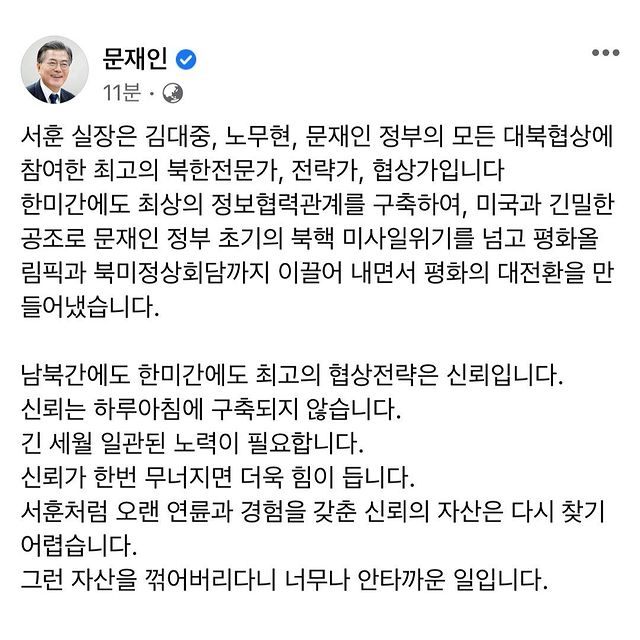 문재인
11분 ·
서훈 실장은 김대중, 노무현, 문재인 정부의 모든 대북협상에
참여한 최고의 북한전문가, 전략가, 협상가입니다
한미간에도 최상의 정보협력관계를 구축하여, 미국과 긴밀한
공조로 문재인 정부 초기의 북핵 미사일위기를 넘고 평화올
림픽과 북미정상회담까지 이끌어 내면서 평화의 대전환을 만
들어냈습니다.
남북간에도 한미간에도 최고의 협상전략은 신뢰입니다.
신뢰는 하루아침에 구축되지 않습니다.
긴 세월 일관된 노력이 필요합니다.
신뢰가 한번 무너지면 더욱 힘이 듭니다.
서훈처럼 오랜 연륜과 경험을 갖춘 신뢰의 자산은 다시 찾기
어렵습니다.
그런 자산을 꺾어버리다니 너무나 안타까운 일입니다.